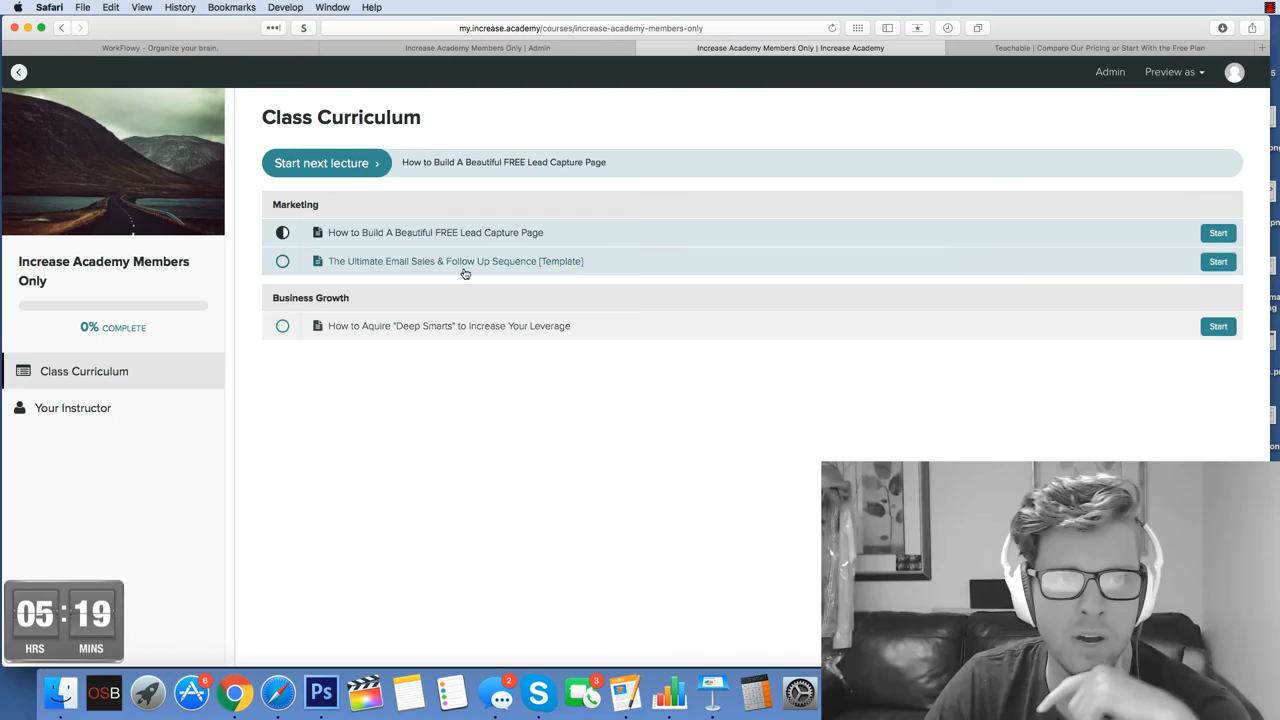 Safari File Edit View History Bookmarks Develop Window Help
S my.increase.academy/courses/increase-academy-members-only
WorkFlowy - Organize your brain. Increase Academy Members Only | Admin Increase Academy Members Only | Increase Academy Teachable | Compare Our Pricing or Start With the Free Plan
Admin Preview as
Class Curriculum
Start next lecture › How to Build A Beautiful FREE Lead Capture Page
Marketing
How to Build A Beautiful FREE Lead Capture Page Start
The Ultimate Email Sales & Follow Up Sequence [Template] Start
Business Growth
How to Aquire "Deep Smarts" to Increase Your Leverage Start
Increase Academy Members
Only
0% COMPLETE
Class Curriculum
Your Instructor
05 : 19
HRS MINS
OSB 6 Ps 2 S 3